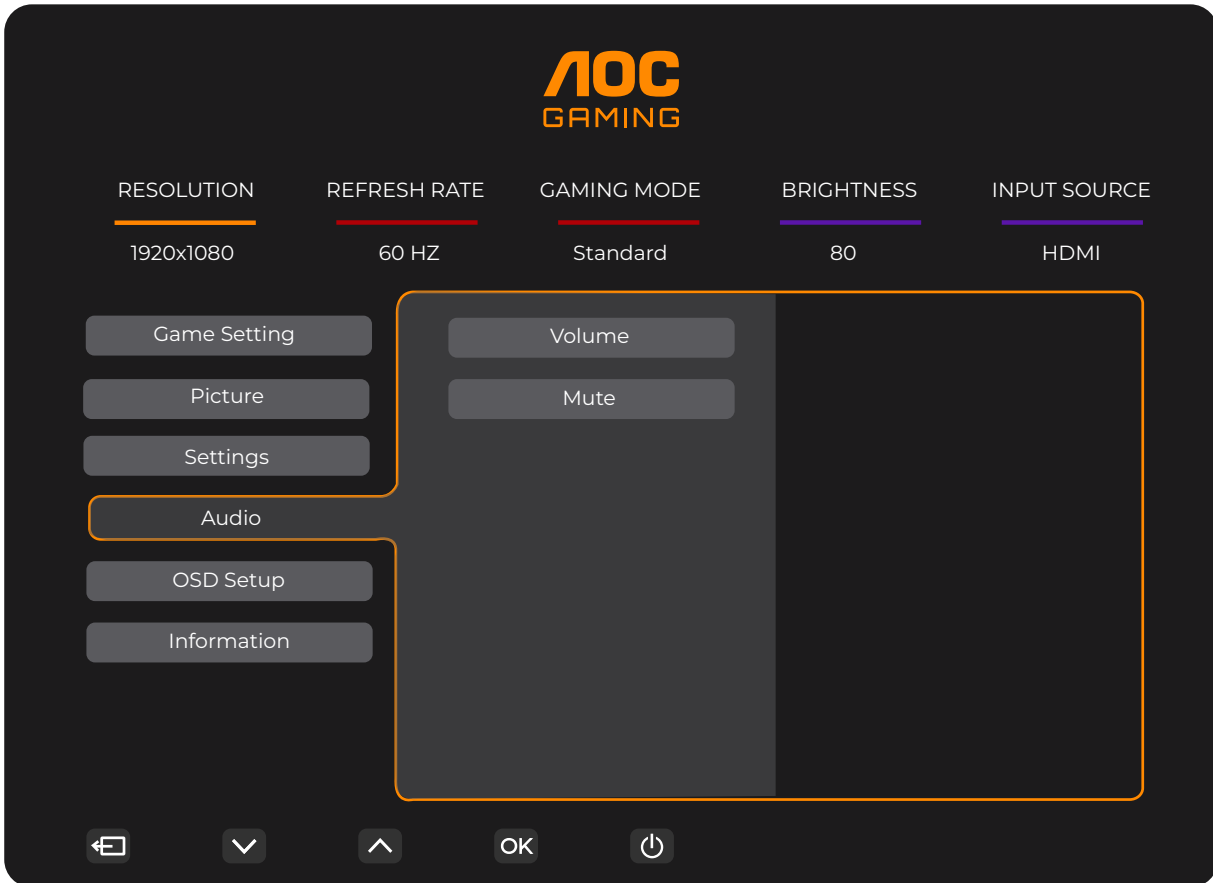 AOC
GAMING
RESOLUTION REFRESH RATE GAMING MODE BRIGHTNESS INPUT SOURCE
1920x1080 60 HZ Standard 80 HDMI
Game Setting Volume
Picture Mute
Settings
Audio
OSD Setup
Information
OK